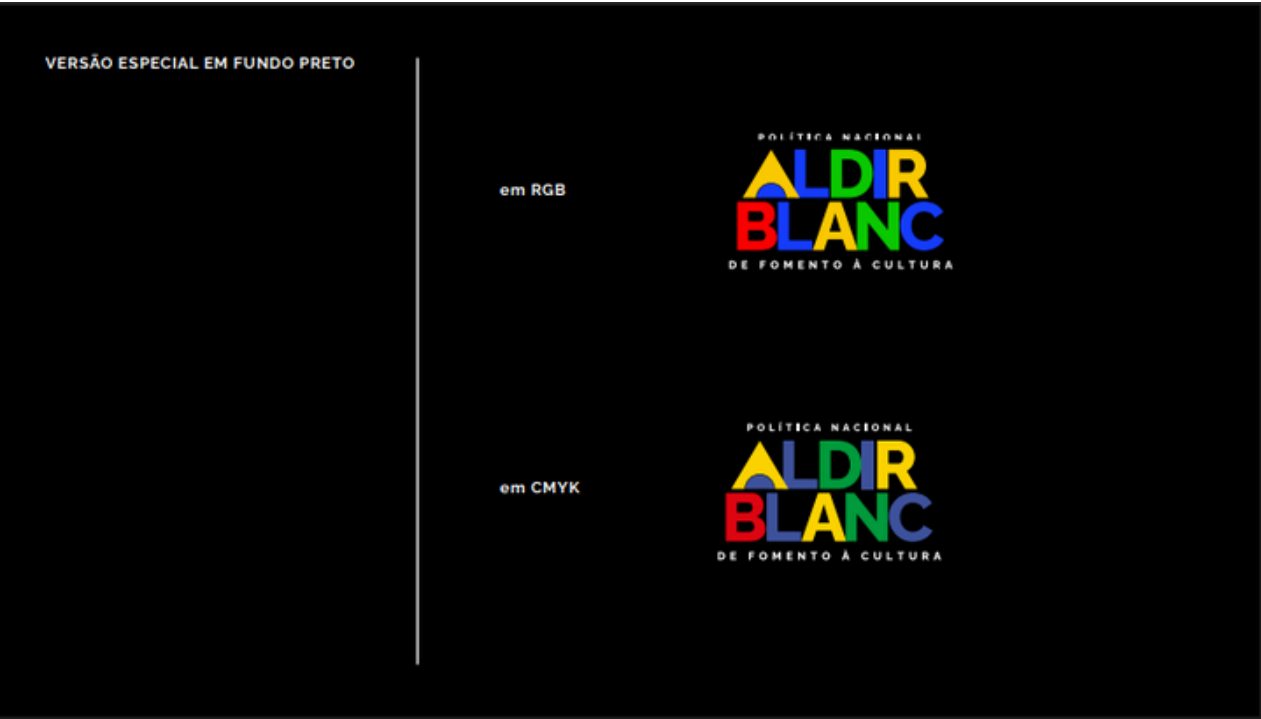 VERSÃO ESPECIAL EM FUNDO PRETO
em RGB
POLÍTICA NACIONAL
ALDIR
BLANC
DE FOMENTO À CULTURA
em CMYK
POLÍTICA NACIONAL
ALDIR
BLANC
DE FOMENTO À CULTURA